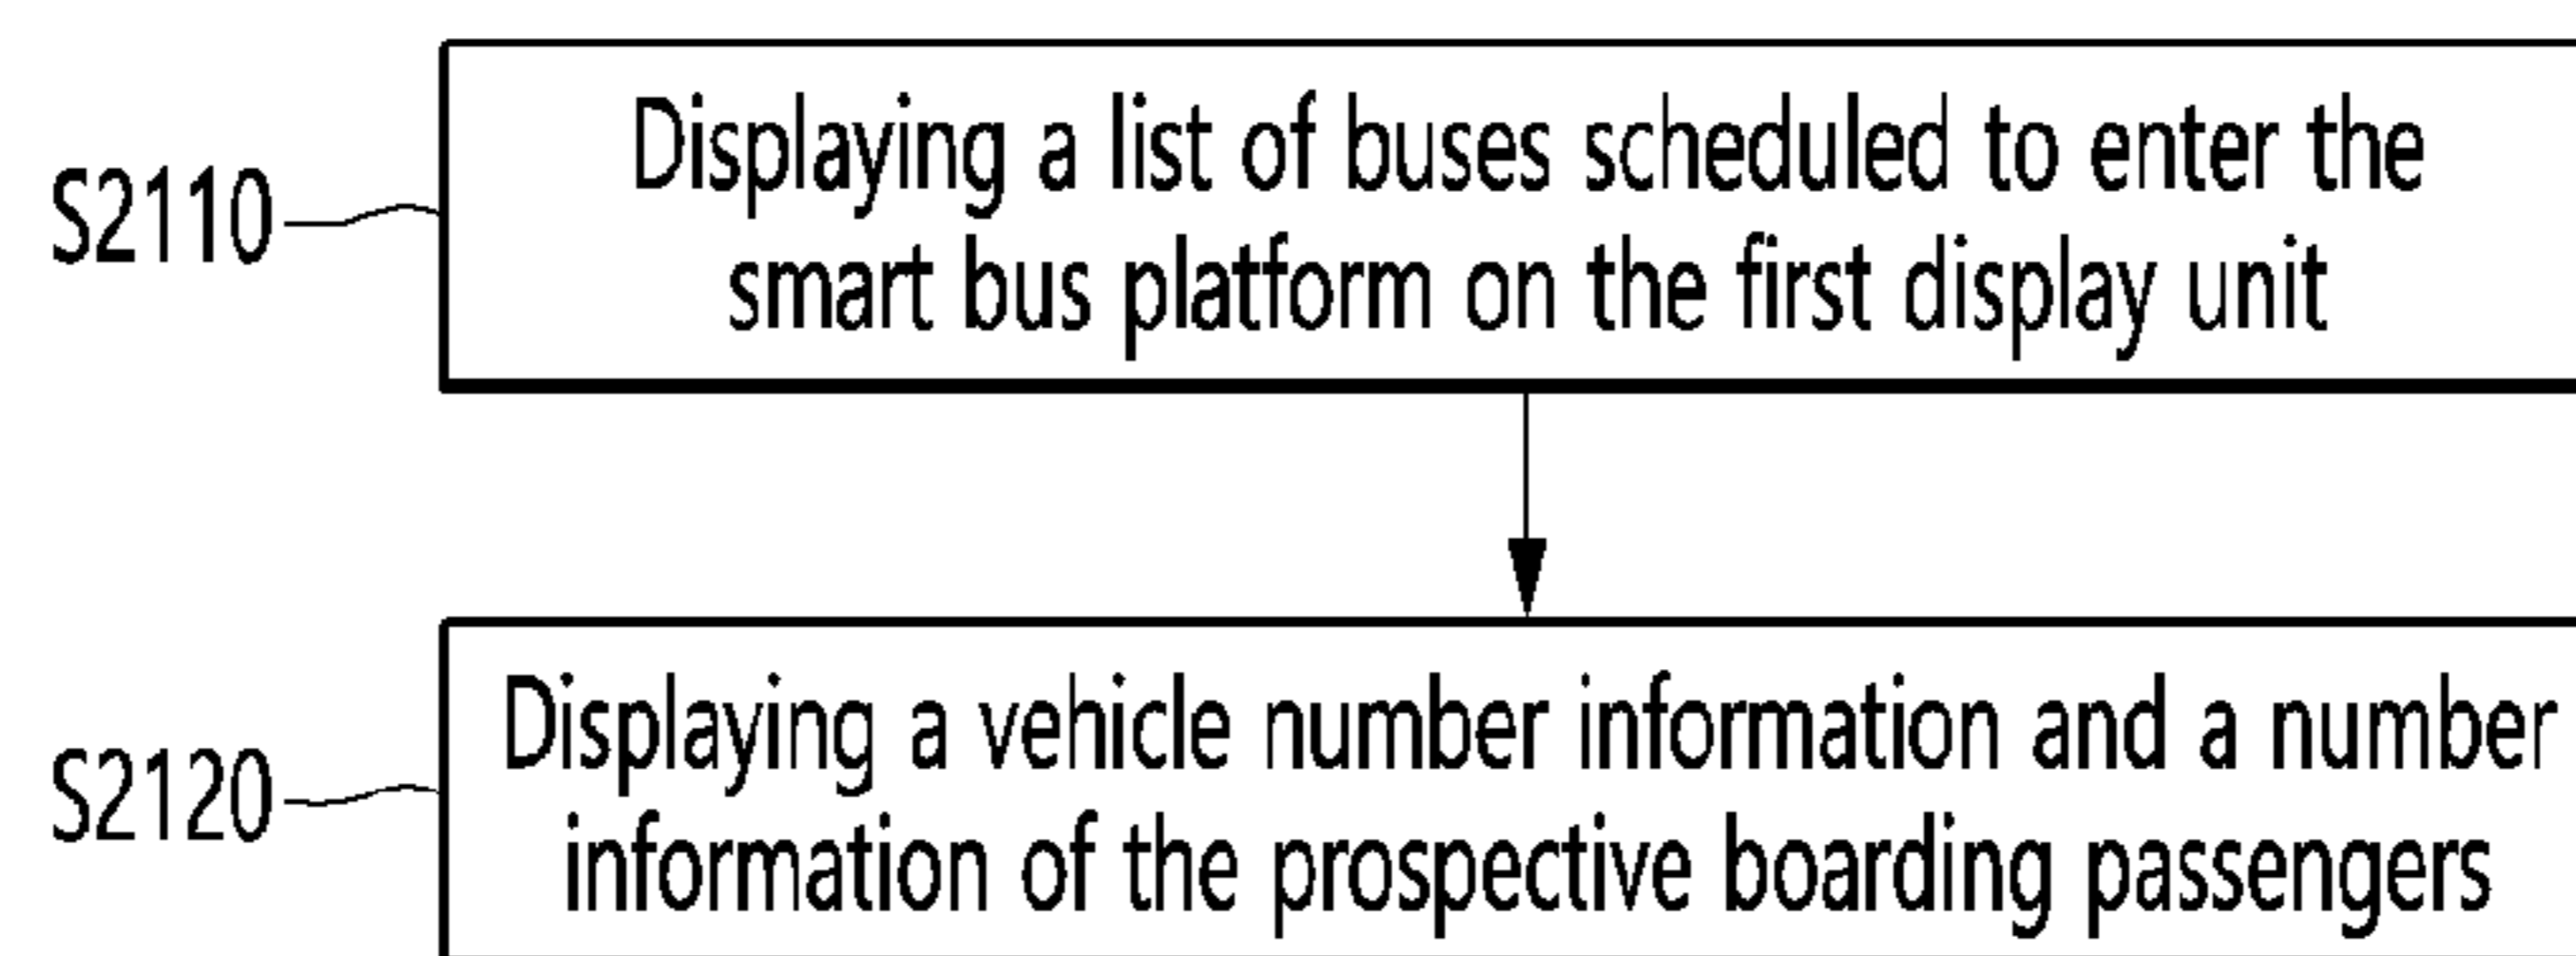 S2110
Displaying a list of buses scheduled to enter the
smart bus platform on the first display unit
S2120
Displaying a vehicle number information and a number
information of the prospective boarding passengers